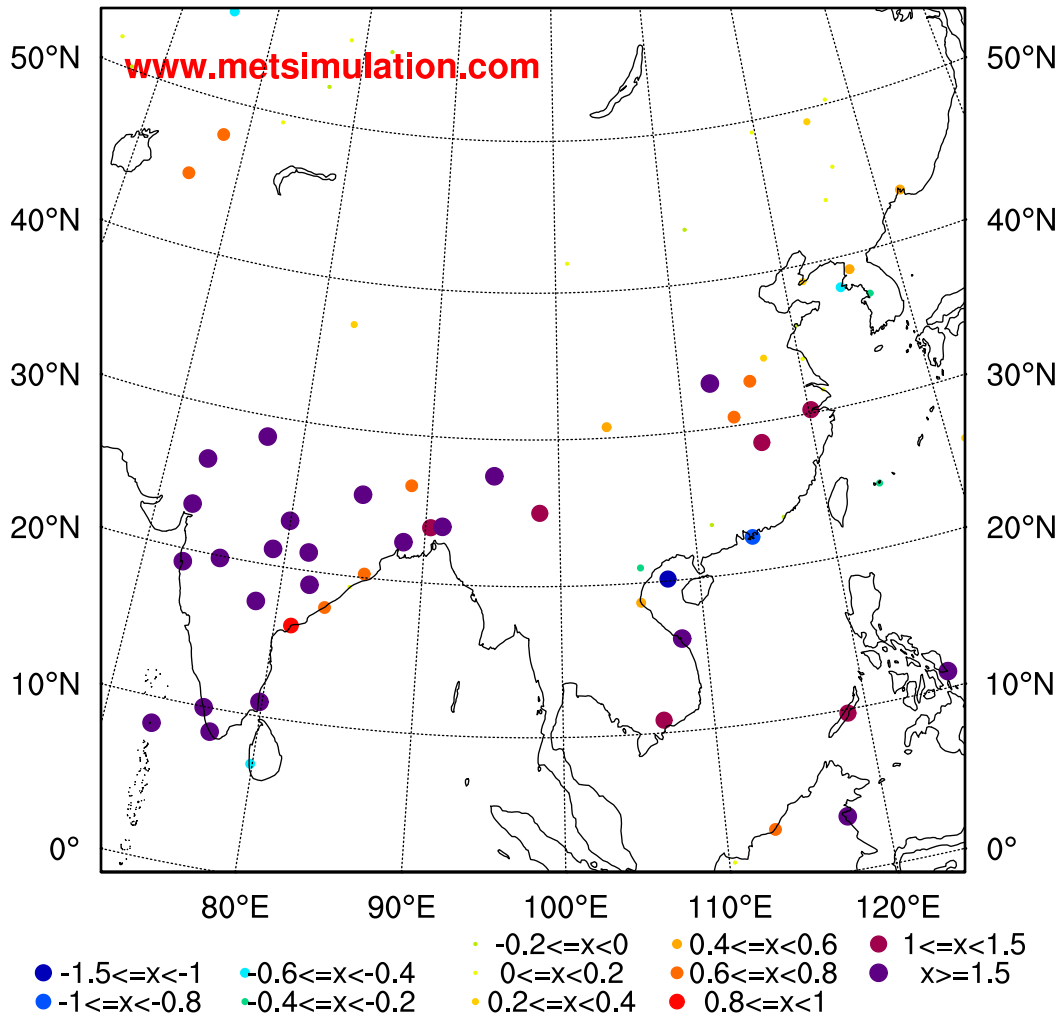 www.metsimulation.com
50°N 50°N
40°N 40°N
30°N 30°N
20°N 20°N
10°N 10°N
0° 0°
80°E 90°E 100°E 110°E 120°E
-0.2<=x<0 0.4<=x<0.6 1<=x<1.5
-1.5<=x<-1 -0.6<=x<-0.4 0<=x<0.2 0.6<=x<0.8 x>=1.5
-1<=x<-0.8 -0.4<=x<-0.2 0.2<=x<0.4 0.8<=x<1